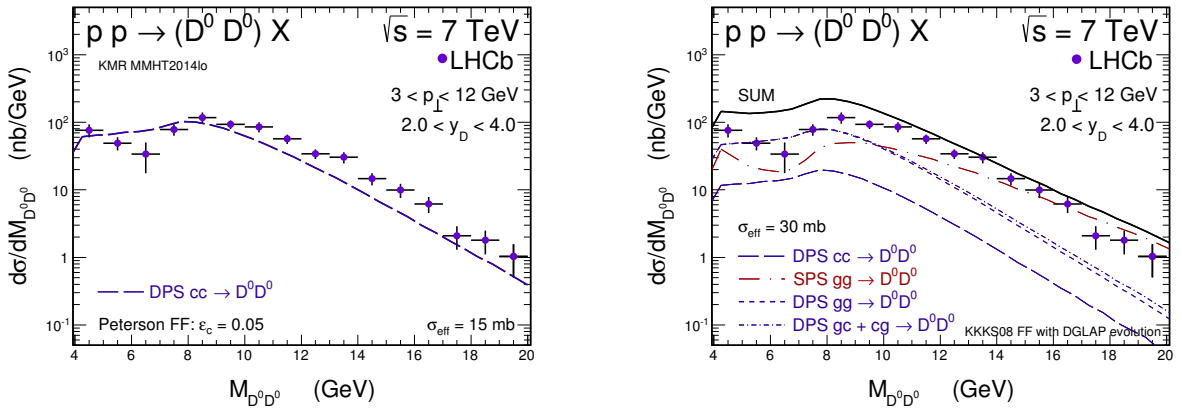 p p → (D⁰ D⁰) X √s = 7 TeV
KMR MMHT2014lo
LHCb
3 < p⊥ < 12 GeV
2.0 < y_D < 4.0
dσ/dM_D⁰D⁰ (nb/GeV)
10³
10²
10
1
10⁻¹
DPS cc → D⁰D⁰
Peterson FF: ε_c = 0.05
σ_eff = 15 mb
4 6 8 10 12 14 16 18 20
M_D⁰D⁰ (GeV)
p p → (D⁰ D⁰) X √s = 7 TeV
LHCb
SUM
3 < p⊥ < 12 GeV
2.0 < y_D < 4.0
dσ/dM_D⁰D⁰ (nb/GeV)
10³
10²
10
1
10⁻¹
σ_eff = 30 mb
DPS cc → D⁰D⁰
SPS gg → D⁰D⁰
DPS gg → D⁰D⁰
DPS gc + cg → D⁰D⁰
KKKS08 FF with DGLAP evolution
4 6 8 10 12 14 16 18 20
M_D⁰D⁰ (GeV)